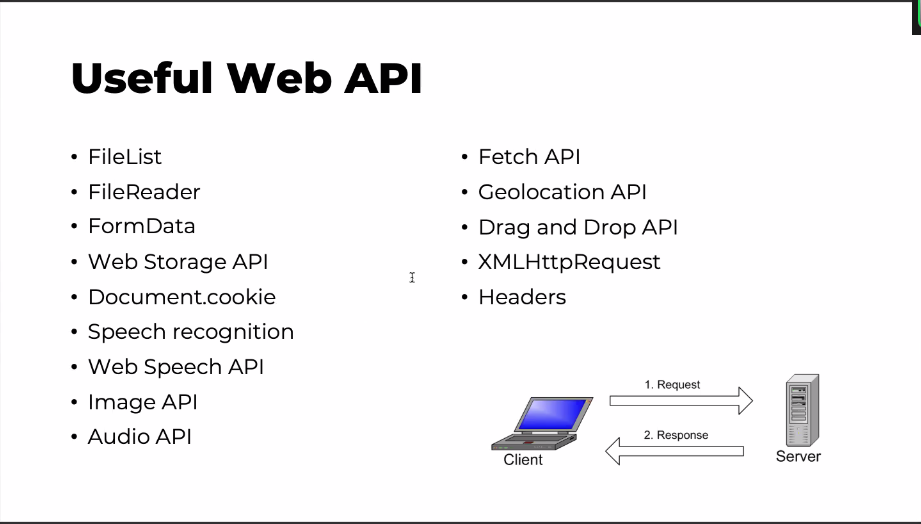 Useful Web API
• FileList
• FileReader
• FormData
• Web Storage API
• Document.cookie
• Speech recognition
• Web Speech API
• Image API
• Audio API
• Fetch API
• Geolocation API
• Drag and Drop API
• XMLHttpRequest
• Headers
1. Request
2. Response
Client
Server